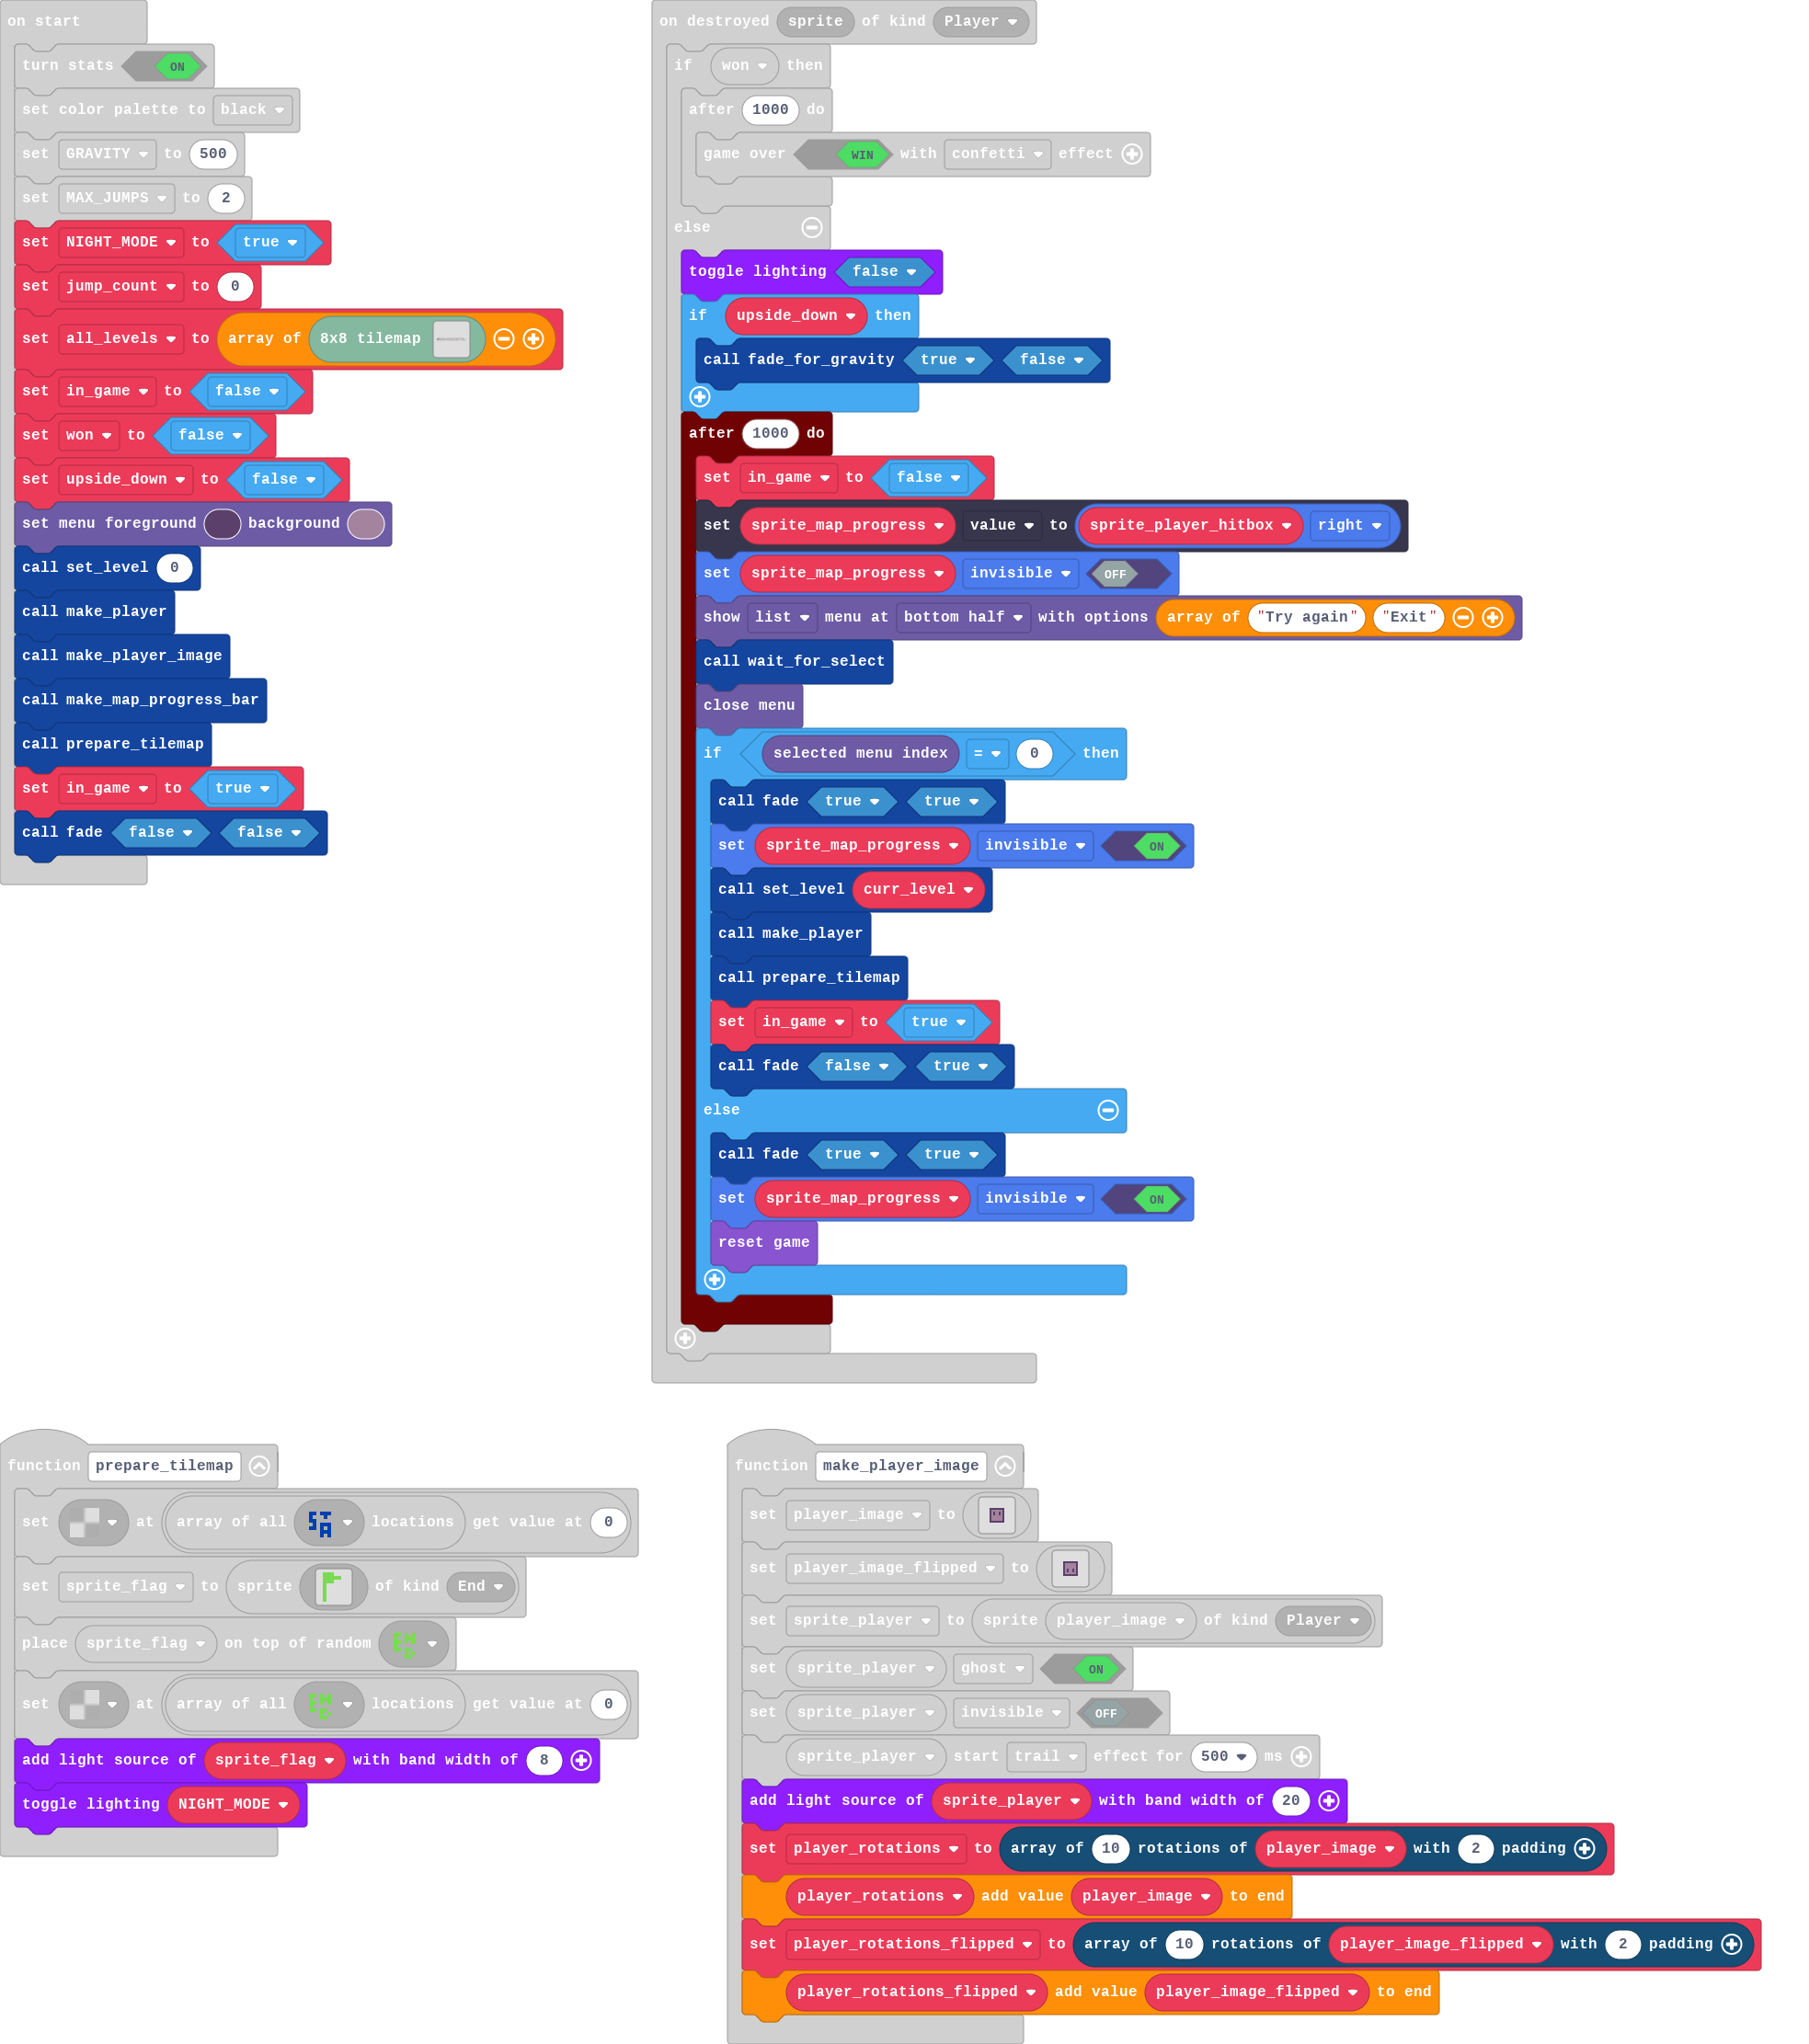 on start
turn stats ON
set color palette to black
set GRAVITY to 500
set MAX_JUMPS to 2
set NIGHT_MODE to true
set jump_count to 0
set all_levels to array of 8x8 tilemap
set in_game to false
set won to false
set upside_down to false
set menu foreground background
call set_level 0
call make_player
call make_player_image
call make_map_progress_bar
call prepare_tilemap
set in_game to true
call fade false false
on destroyed sprite of kind Player
if won then
after 1000 do
game over WIN with confetti effect
else
toggle lighting false
if upside_down then
call fade_for_gravity true false
after 1000 do
set in_game to false
set sprite_map_progress value to sprite_player_hitbox right
set sprite_map_progress invisible OFF
show list menu at bottom half with options array of "Try again" "Exit"
call wait_for_select
close menu
if selected menu index = 0 then
call fade true true
set sprite_map_progress invisible ON
call set_level curr_level
call make_player
call prepare_tilemap
set in_game to true
call fade false true
else
call fade true true
set sprite_map_progress invisible ON
reset game
function prepare_tilemap
set at array of all STA locations get value at 0
set sprite_flag to sprite of kind End
place sprite_flag on top of random END
set at array of all END locations get value at 0
add light source of sprite_flag with band width of 8
toggle lighting NIGHT_MODE
function make_player_image
set player_image to
set player_image_flipped to
set sprite_player to sprite player_image of kind Player
set sprite_player ghost ON
set sprite_player invisible OFF
sprite_player start trail effect for 500 ms
add light source of sprite_player with band width of 20
set player_rotations to array of 10 rotations of player_image with 2 padding
player_rotations add value player_image to end
set player_rotations_flipped to array of 10 rotations of player_image_flipped with 2 padding
player_rotations_flipped add value player_image_flipped to end